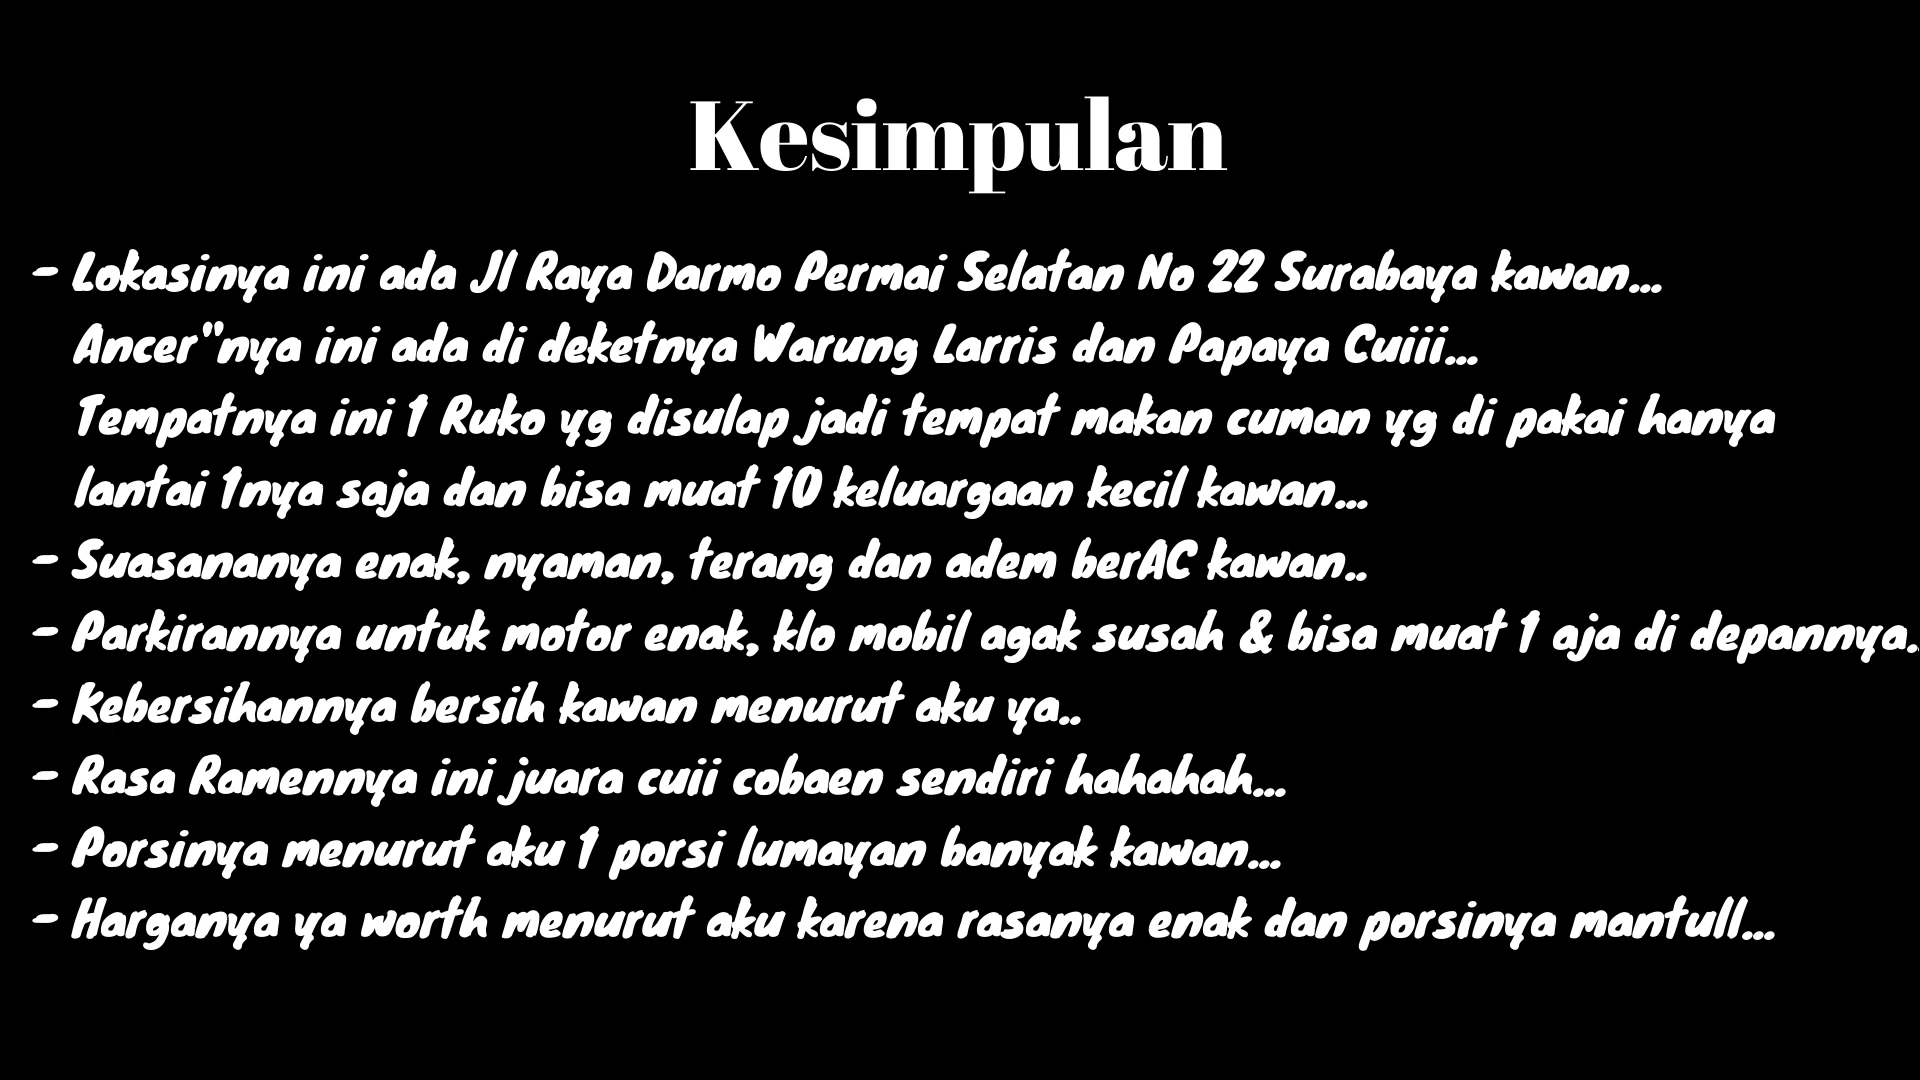 Kesimpulan
- Lokasinya ini ada Jl Raya Darmo Permai Selatan No 22 Surabaya kawan...
Ancer"nya ini ada di deketnya Warung Larris dan Papaya Cuiii...
Tempatnya ini 1 Ruko yg disulap jadi tempat makan cuman yg di pakai hanya
lantai 1nya saja dan bisa muat 10 keluargaan kecil kawan...
- Suasananya enak, nyaman, terang dan adem berAC kawan..
- Parkirannya untuk motor enak, klo mobil agak susah & bisa muat 1 aja di depannya.
- Kebersihannya bersih kawan menurut aku ya..
- Rasa Ramennya ini juara cuii cobaen sendiri hahahah...
- Porsinya menurut aku 1 porsi lumayan banyak kawan...
- Harganya ya worth menurut aku karena rasanya enak dan porsinya mantull...